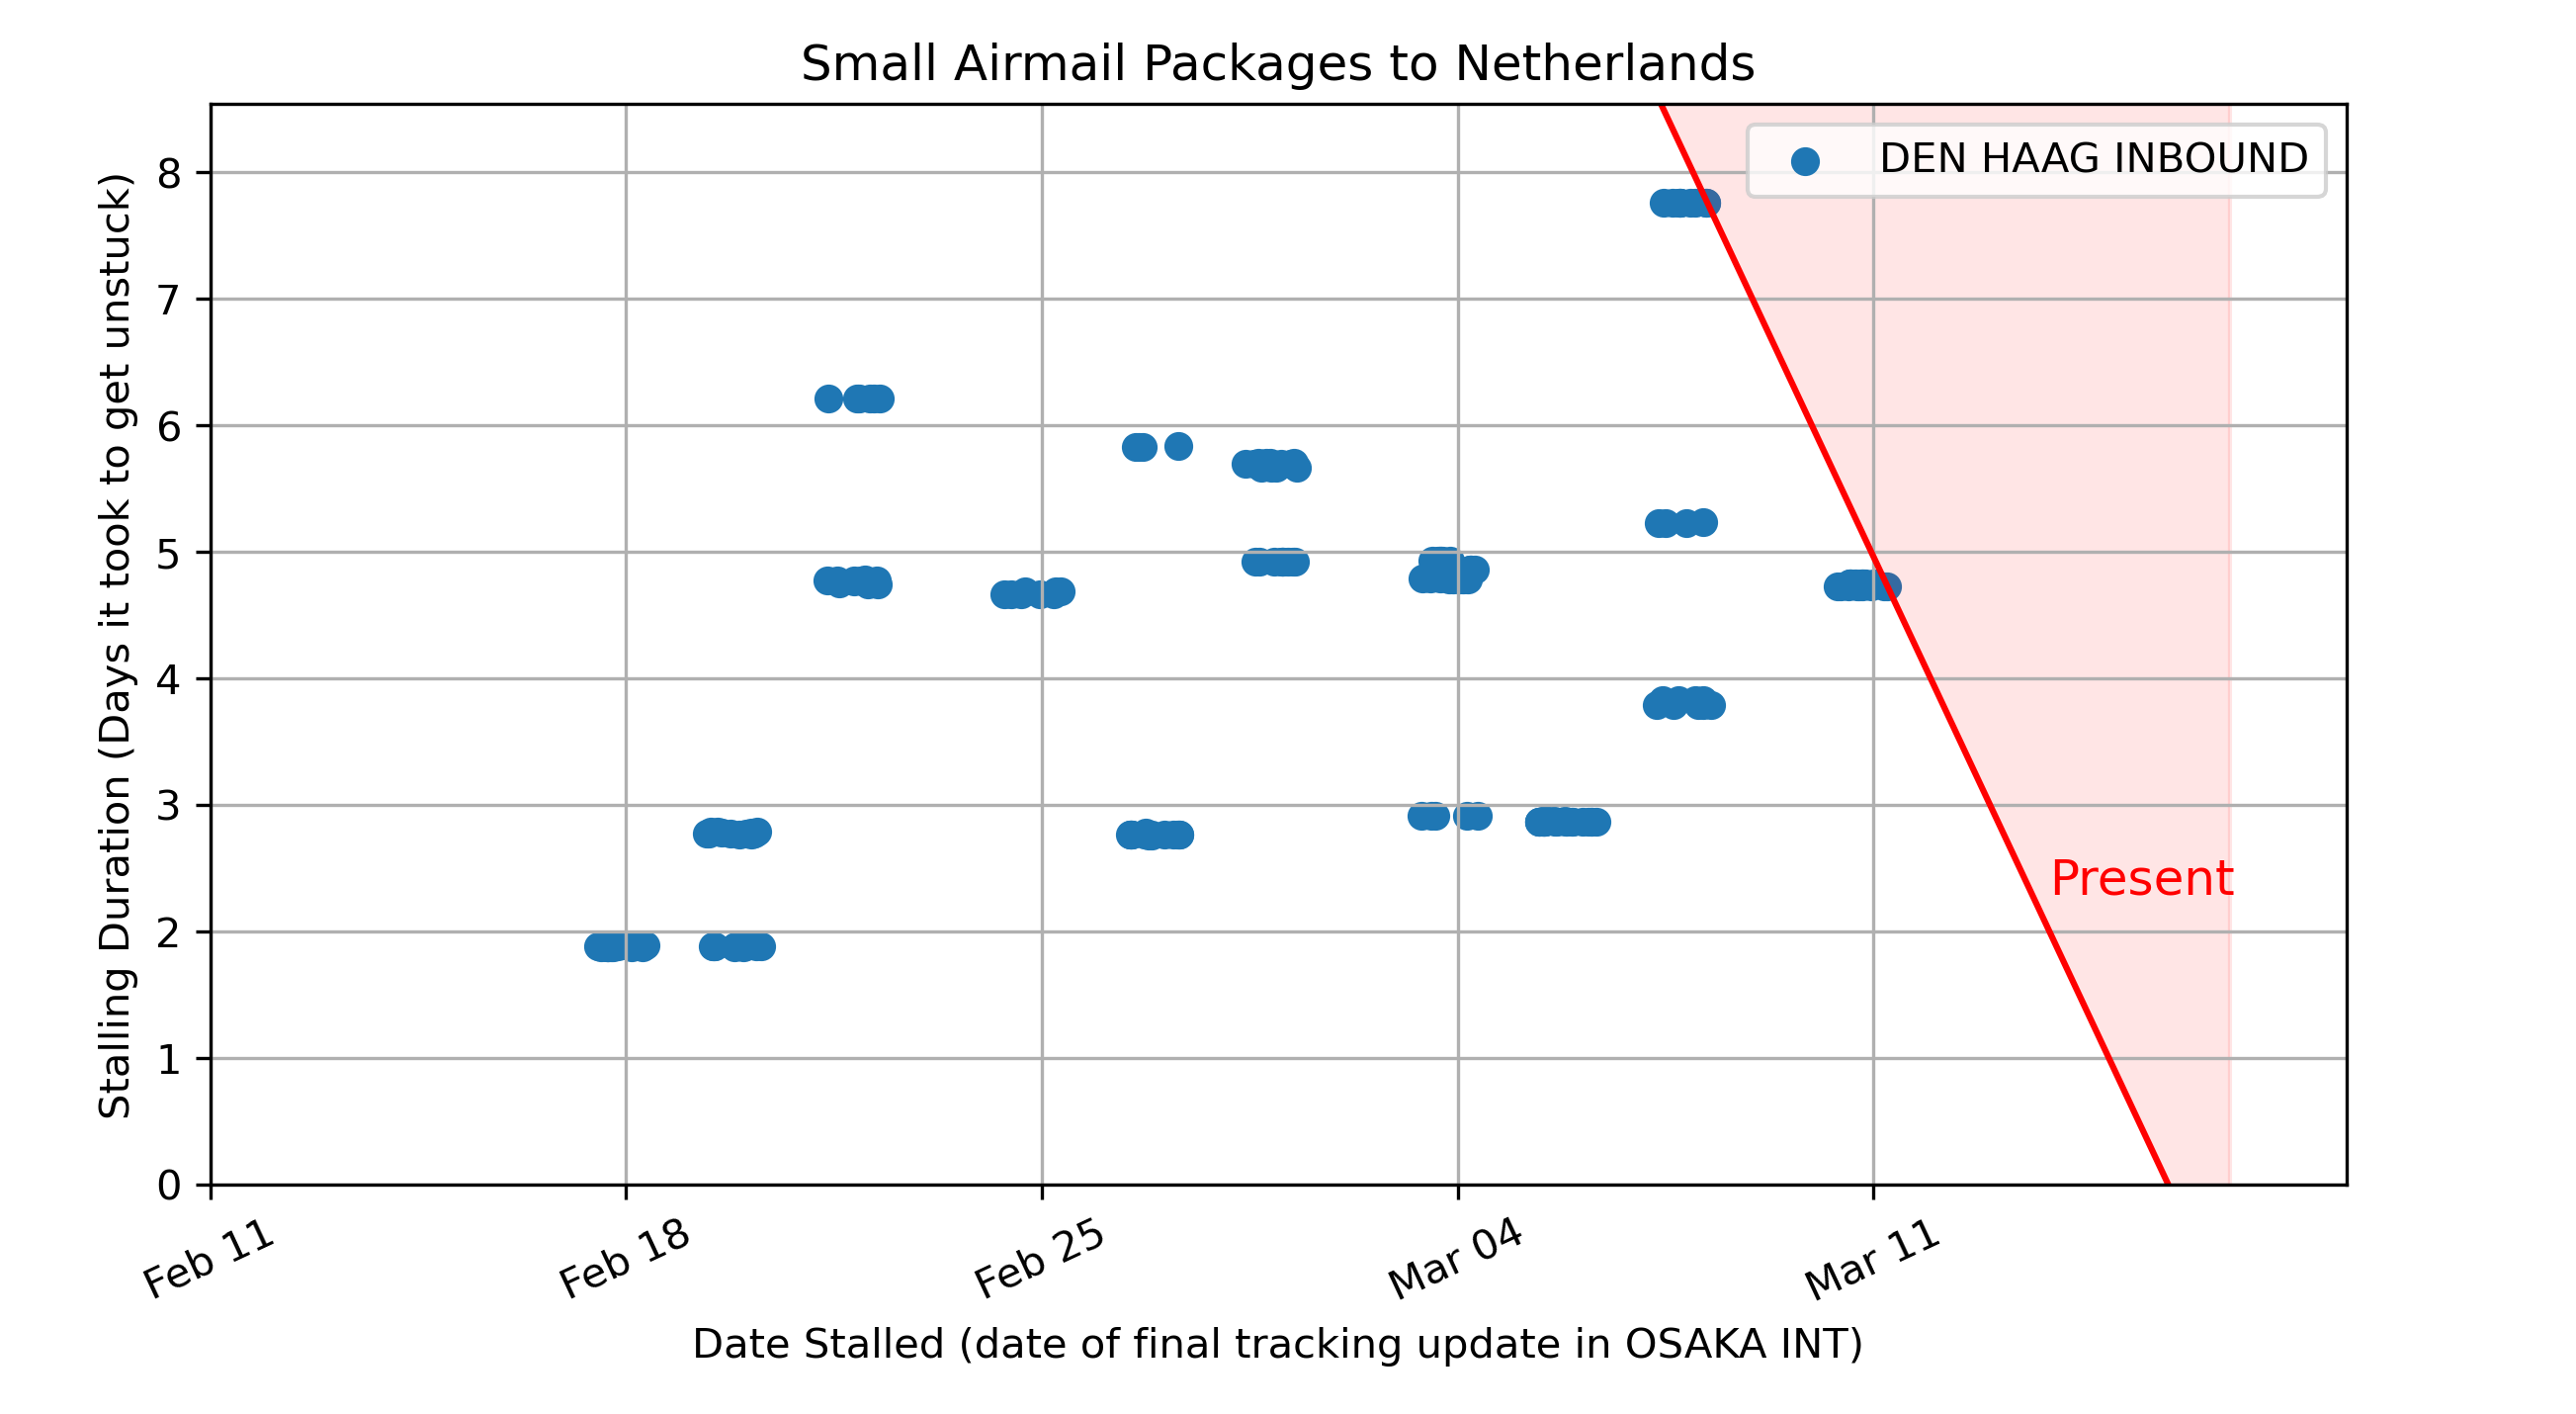 Small Airmail Packages to Netherlands
DEN HAAG INBOUND
Stalling Duration (Days it took to get unstuck)
8
7
6
5
4
3
2
1
0
Present
Feb 11
Feb 18
Feb 25
Mar 04
Mar 11
Date Stalled (date of final tracking update in OSAKA INT)